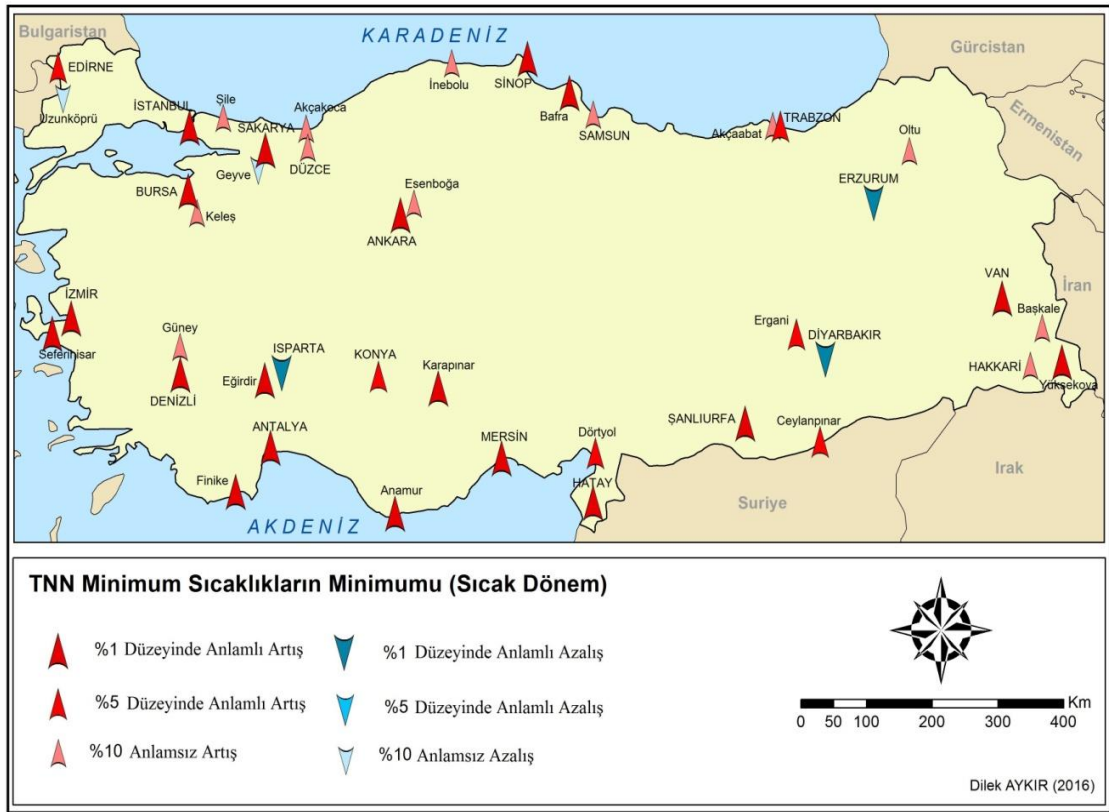 Bulgaristan
KARADENİZ
Gürcistan
EDİRNE
İnebolu
SİNOP
Uzunköprü
İSTANBUL
Şile
Akçakoca
SAKARYA
Bafra
SAMSUN
Akçaabat
TRABZON
Oltu
Ermenistan
Geyve
DÜZCE
BURSA
Keleş
Esenboğa
ANKARA
ERZURUM
VAN
İran
İZMİR
Seferihisar
Güney
DENİZLİ
ISPARTA
Eğirdir
KONYA
Karapınar
Ergani
DİYARBAKIR
Başkale
HAKKARİ
Yüksekova
ANTALYA
MERSİN
Dörtyol
ŞANLIURFA
Ceylanpınar
Finike
Anamur
HATAY
AKDENİZ
Suriye
Irak
TNN Minimum Sıcaklıkların Minimumu (Sıcak Dönem)
%1 Düzeyinde Anlamlı Artış
%1 Düzeyinde Anlamlı Azalış
%5 Düzeyinde Anlamlı Artış
%5 Düzeyinde Anlamlı Azalış
%10 Anlamsız Artış
%10 Anlamsız Azalış
Km
0 50 100 200 300 400
Dilek AYKIR (2016)